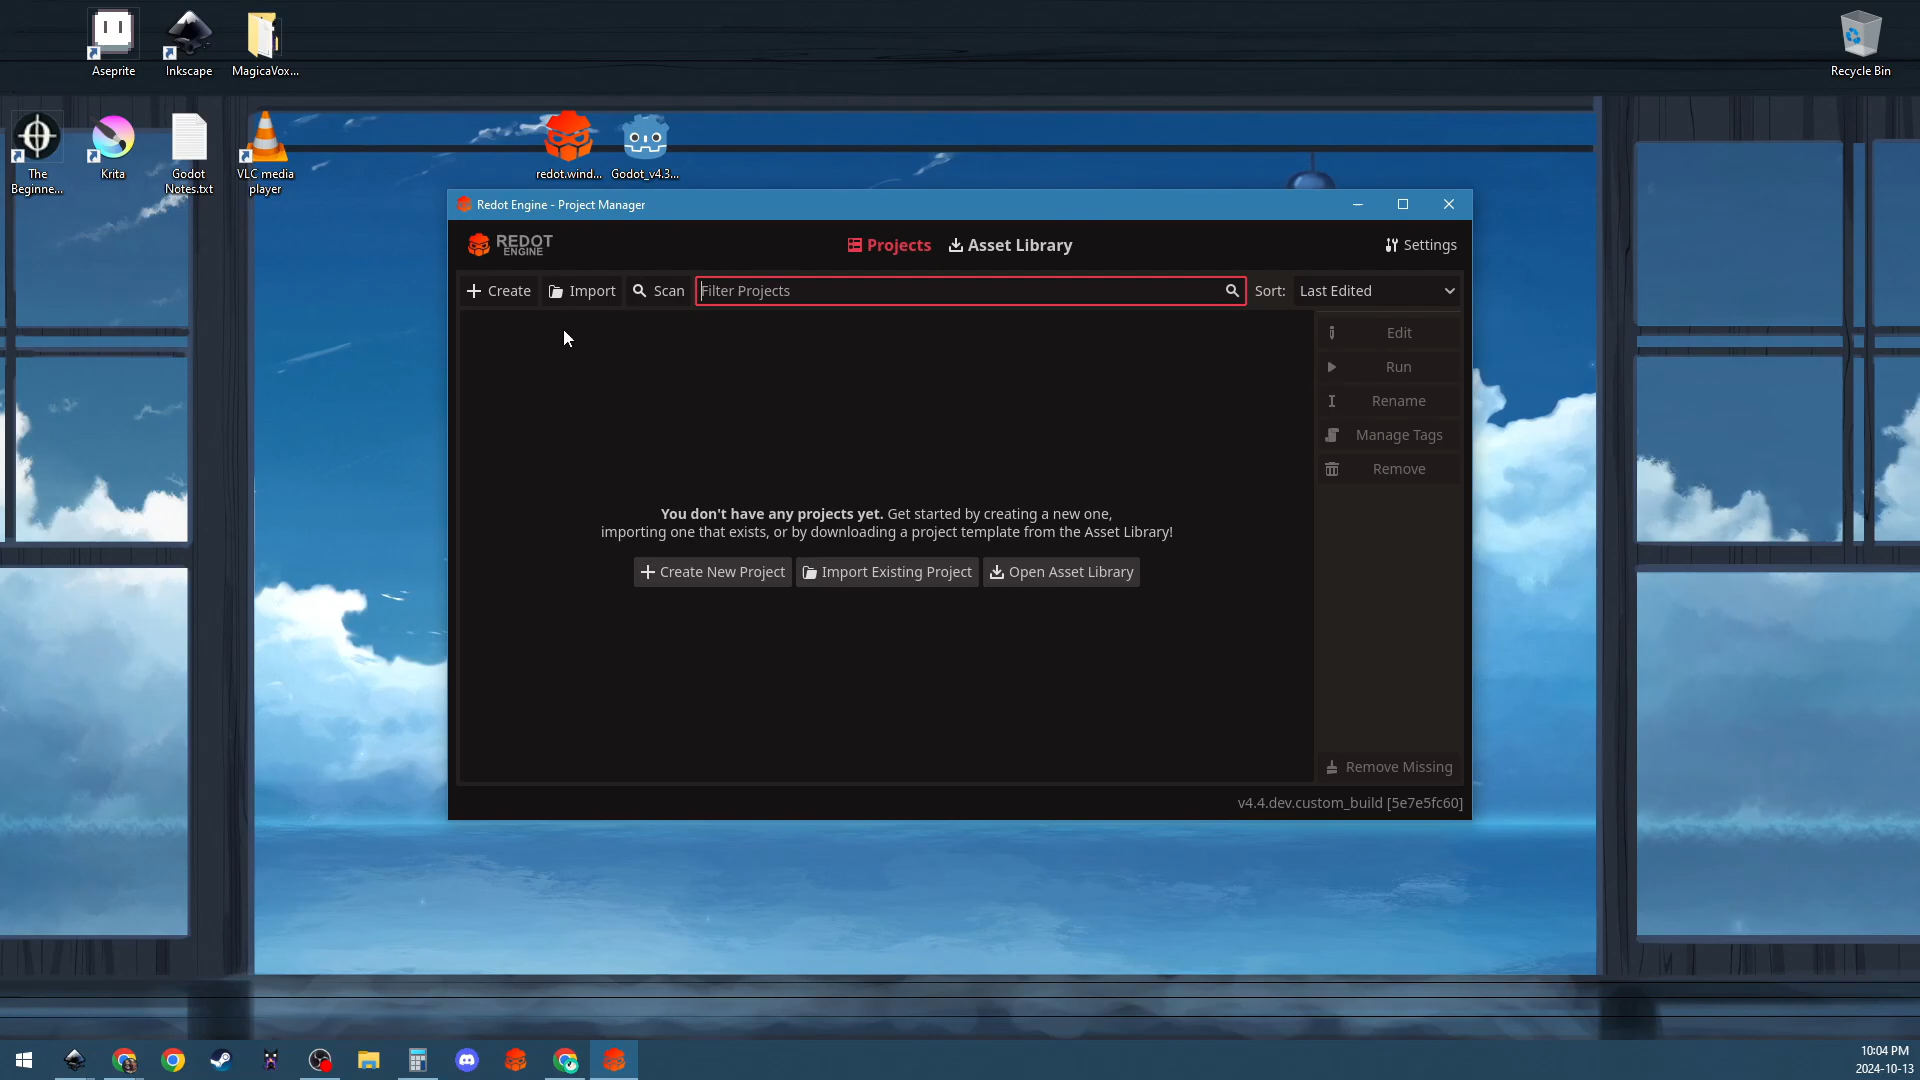 Aseprite
Inkscape
MagicaVox...
Recycle Bin
The
Beginne...
Krita
Godot
Notes.txt
VLC media
player
redot.wind...
Godot_v4.3...
Redot Engine - Project Manager
REDOT
ENGINE
Projects
Asset Library
Settings
Create
Import
Scan
Filter Projects
Sort:
Last Edited
Edit
Run
Rename
Manage Tags
Remove
You don't have any projects yet. Get started by creating a new one,
importing one that exists, or by downloading a project template from the Asset Library!
Create New Project
Import Existing Project
Open Asset Library
Remove Missing
v4.4.dev.custom_build [5e7e5fc60]
10:04 PM
2024-10-13